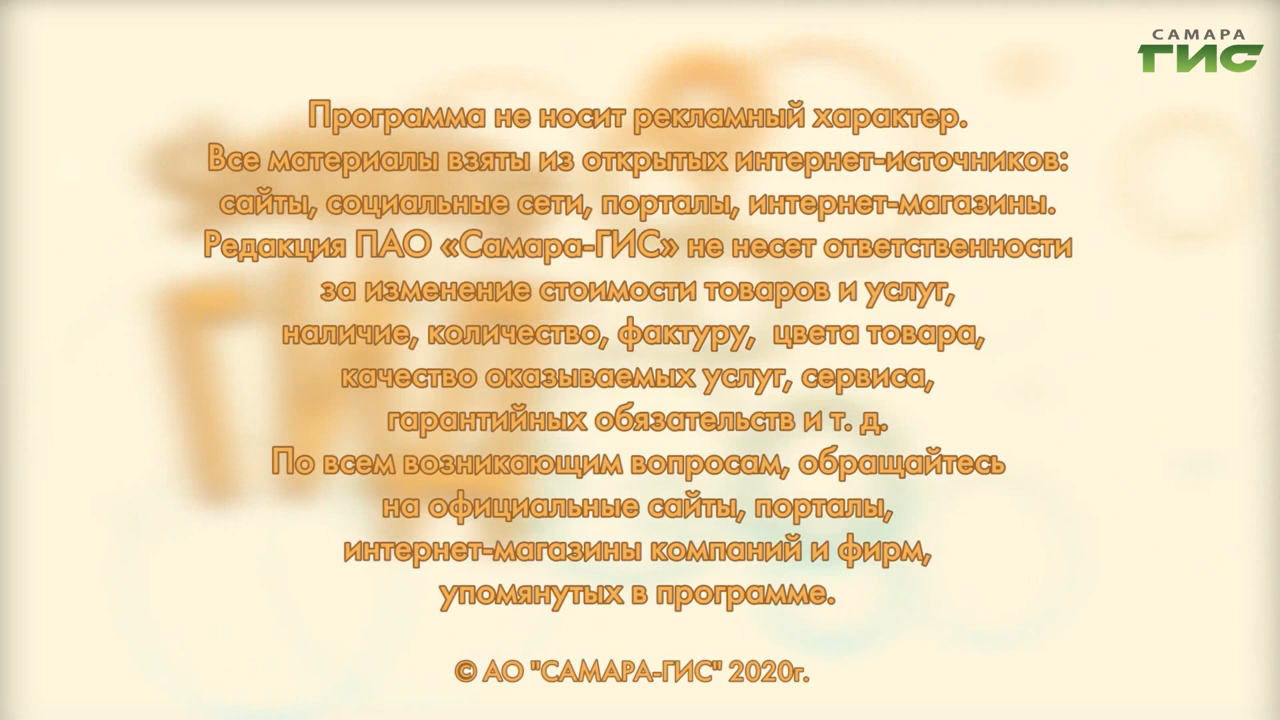 САМАРА
ГИС
Программа не носит рекламный характер.
Все материалы взяты из открытых интернет-источников:
сайты, социальные сети, порталы, интернет-магазины.
Редакция ПАО «Самара-ГИС» не несет ответственности
за изменение стоимости товаров и услуг,
наличие, количество, фактуру, цвета товара,
качество оказываемых услуг, сервиса,
гарантийных обязательств и т. д.
По всем возникающим вопросам, обращайтесь
на официальные сайты, порталы,
интернет-магазины компаний и фирм,
упомянутых в программе.
© АО "САМАРА-ГИС" 2020г.